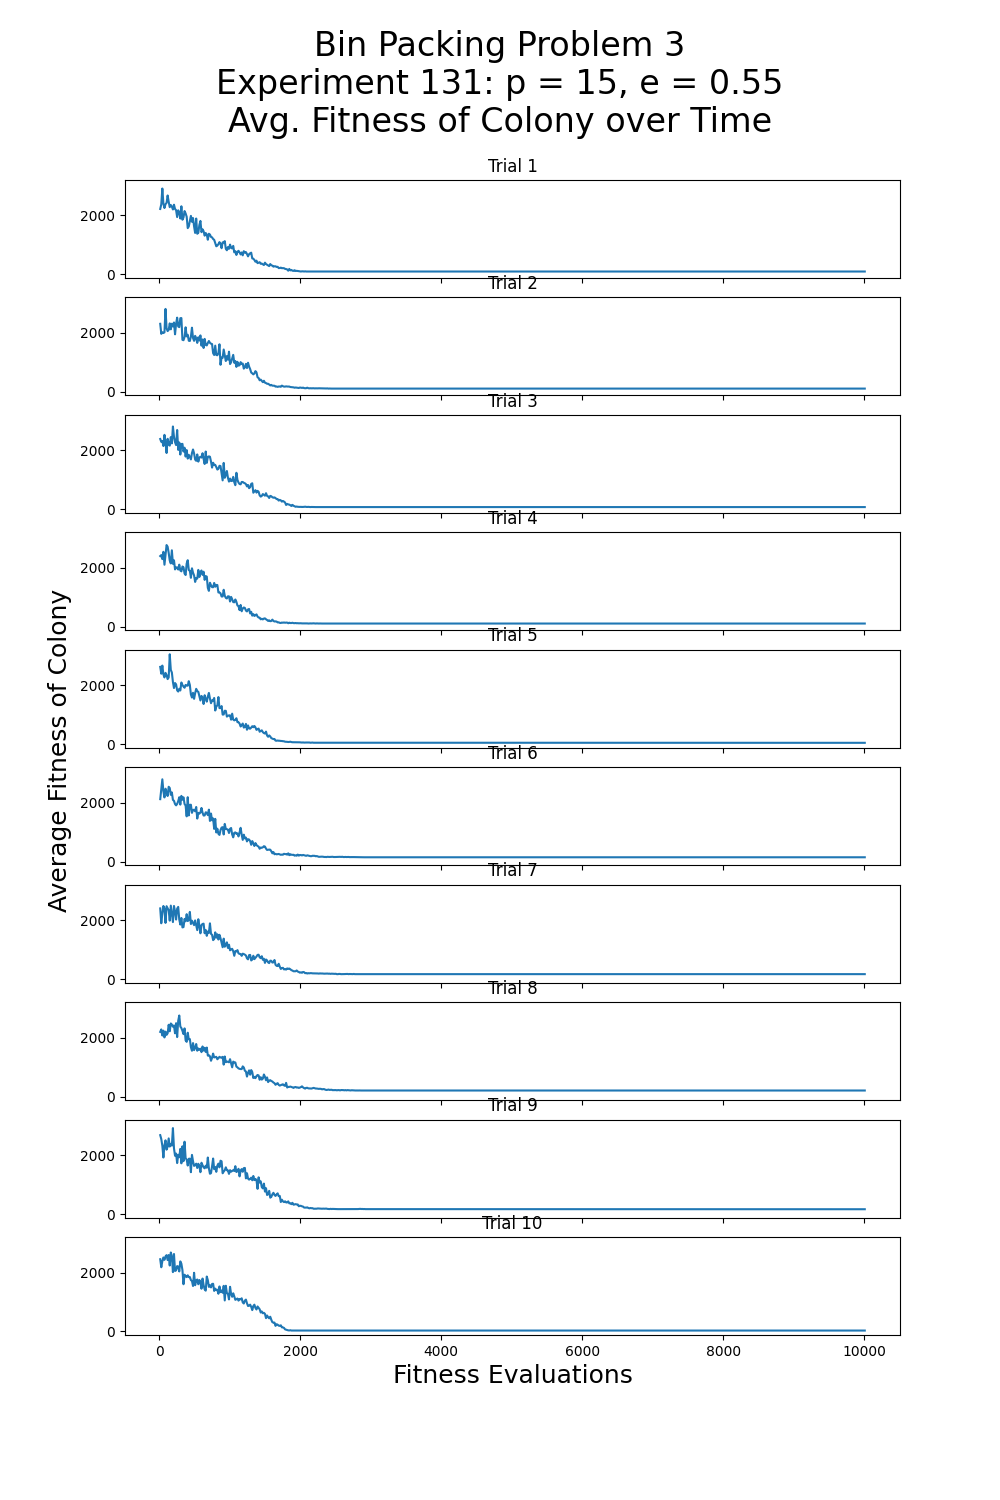 Bin Packing Problem 3
Experiment 131: p = 15, e = 0.55
Avg. Fitness of Colony over Time
Average Fitness of Colony
Trial 1
2000
0
Trial 2
2000
0
Trial 3
2000
0
Trial 4
2000
0
Trial 5
2000
0
Trial 6
2000
0
Trial 7
2000
0
Trial 8
2000
0
Trial 9
2000
0
Trial 10
2000
0
0 2000 4000 6000 8000 10000
Fitness Evaluations